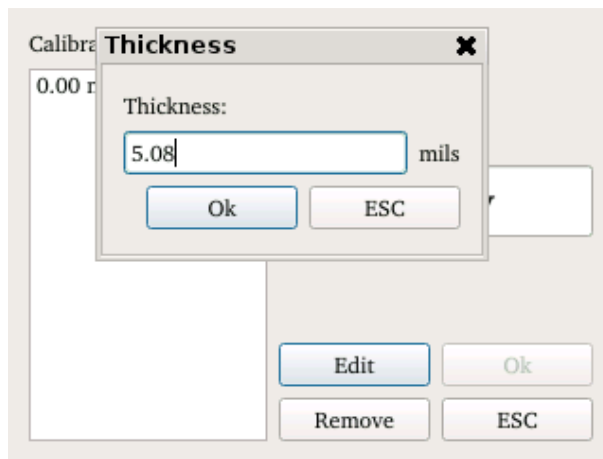 Calibra
Thickness
0.00
Thickness:
5.08 mils
Ok ESC
Edit Ok
Remove ESC